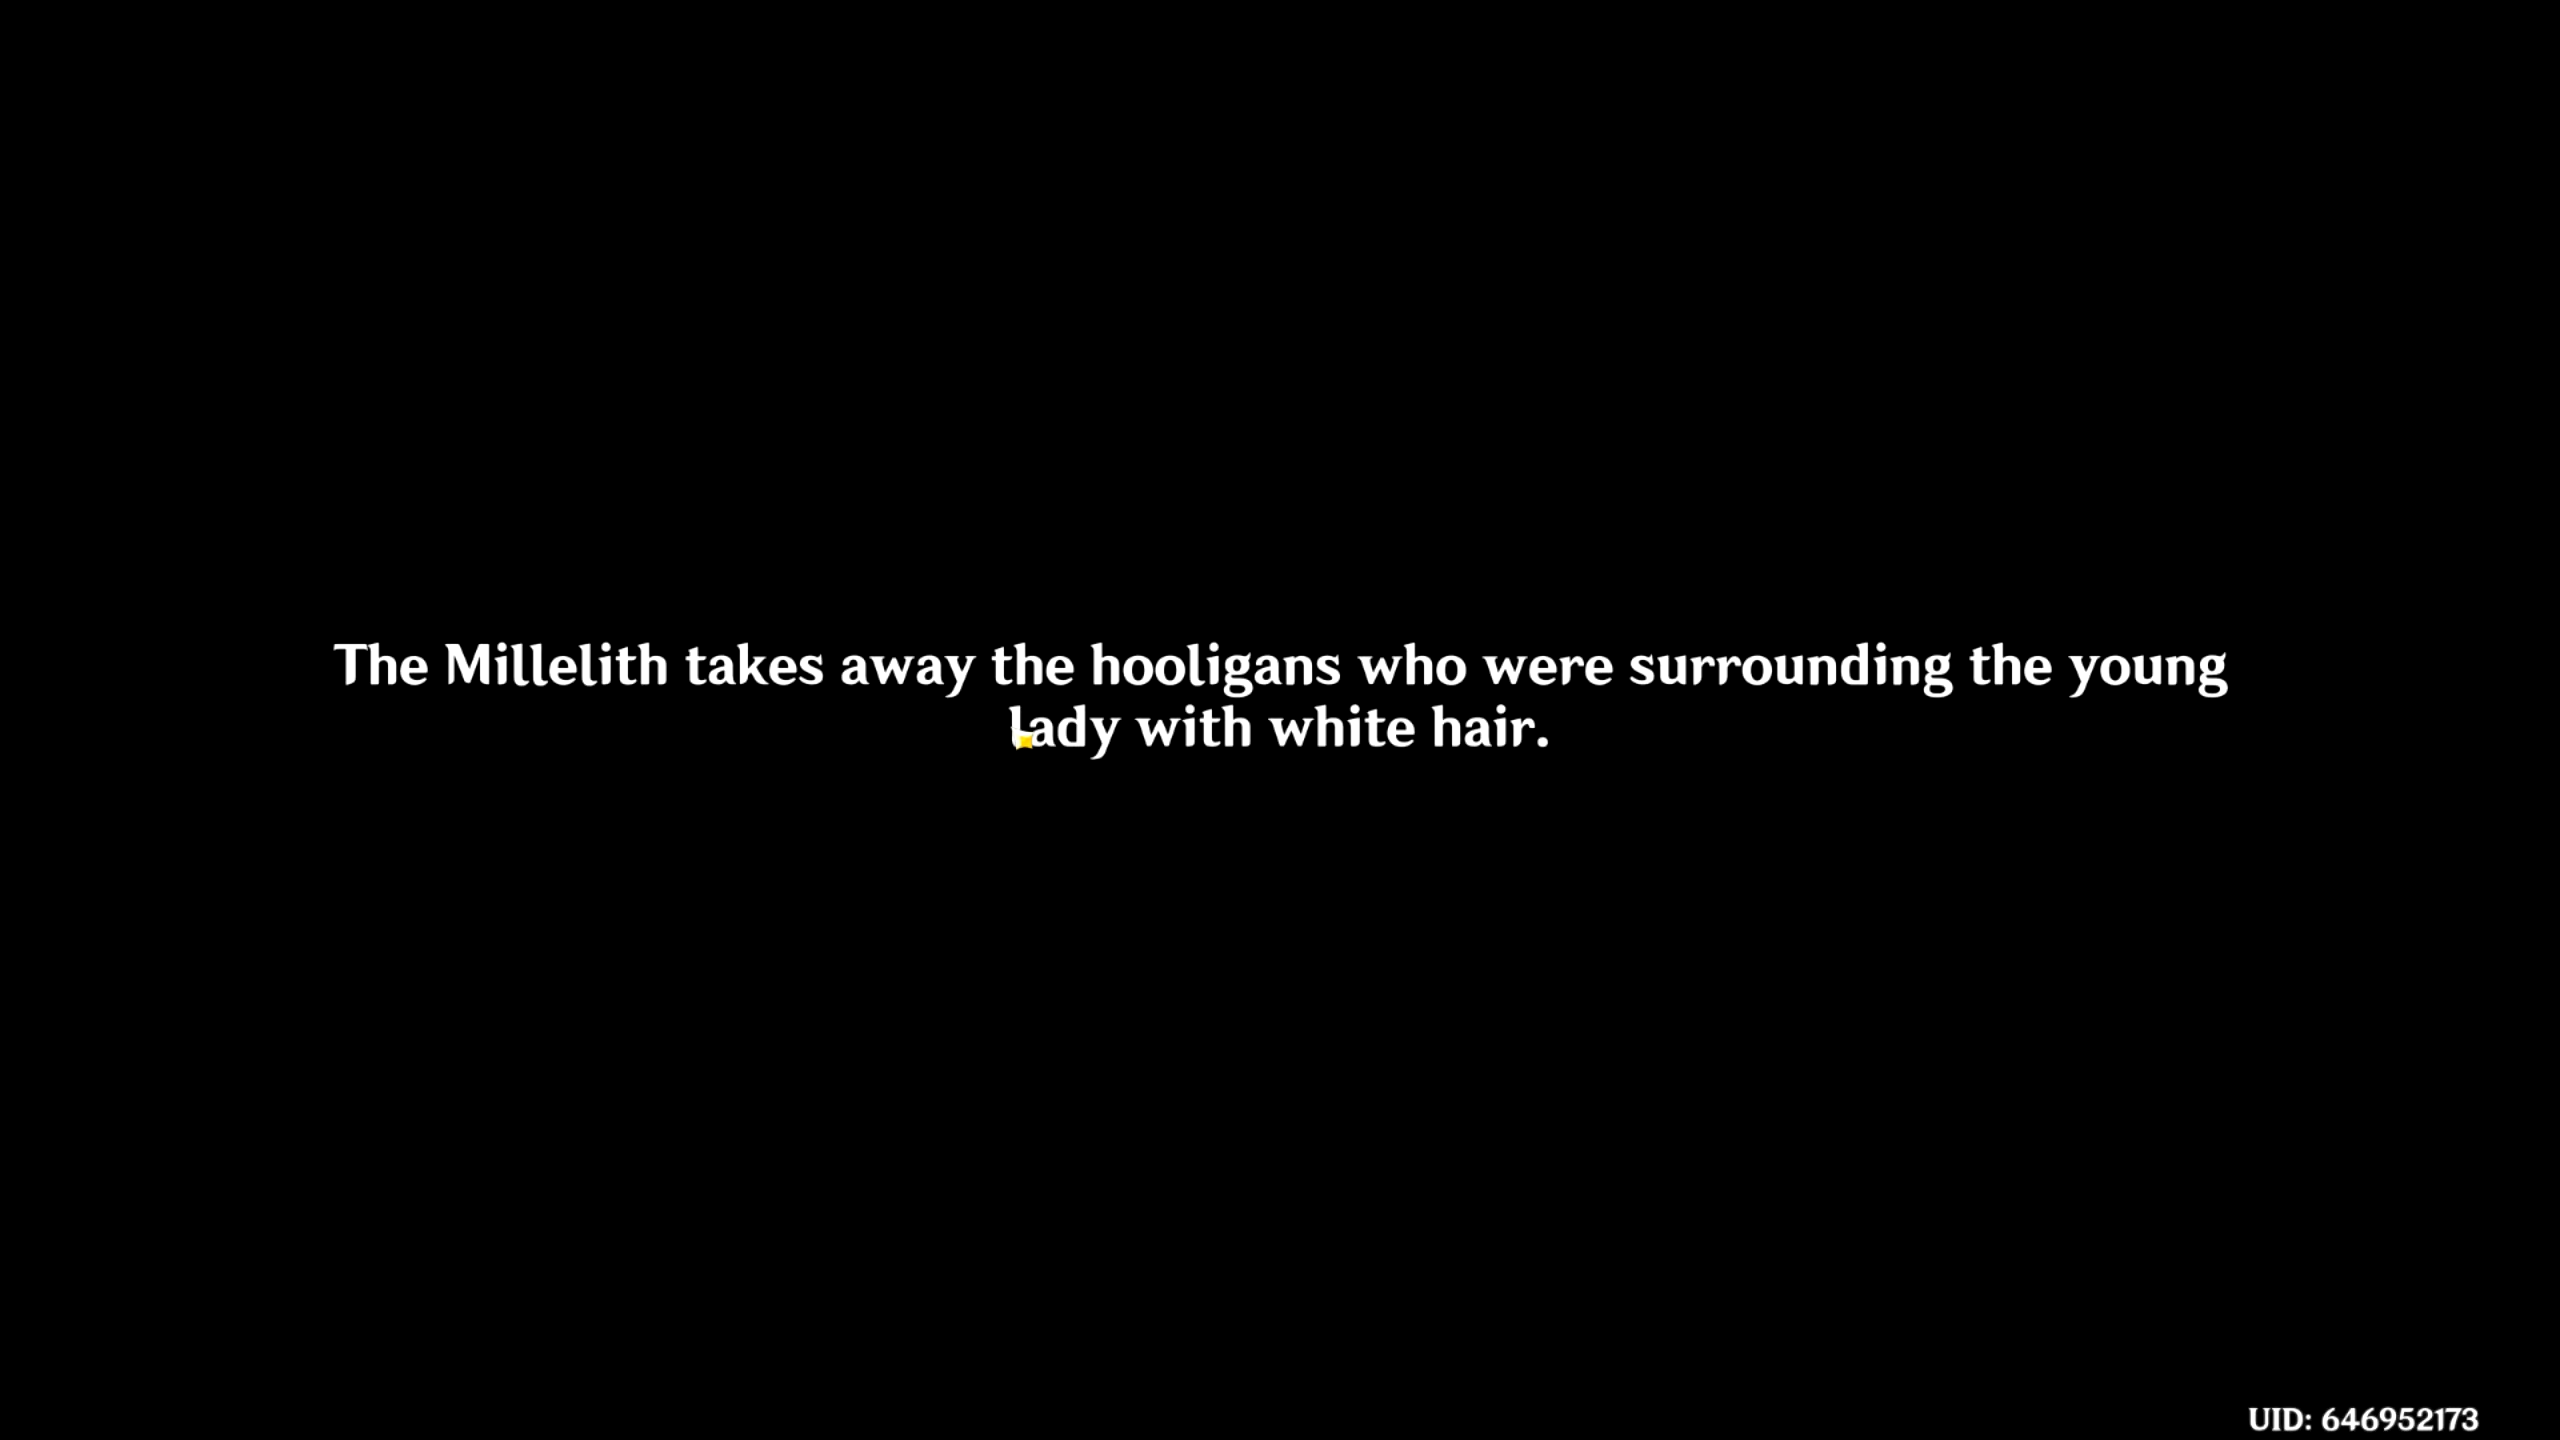 The Millelith takes away the hooligans who were surrounding the young
lady with white hair.
UID: 646952173